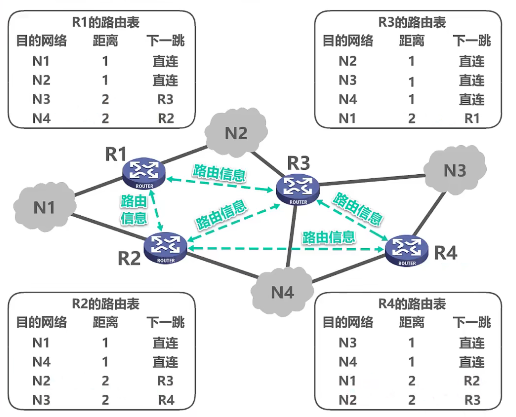 R1的路由表
目的网络 距离 下一跳
N1 1 直连
N2 1 直连
N3 2 R3
N4 2 R2
R3的路由表
目的网络 距离 下一跳
N2 1 直连
N3 1 直连
N4 1 直连
N1 2 R1
N2
R1
ROUTER
路由信息
R3
ROUTER
N3
N1
路由
信息
路由信息
路由信息
R2
ROUTER
路由信息
R4
ROUTER
N4
R2的路由表
目的网络 距离 下一跳
N1 1 直连
N4 1 直连
N2 2 R3
N3 2 R4
R4的路由表
目的网络 距离 下一跳
N3 1 直连
N4 1 直连
N1 2 R2
N2 2 R3